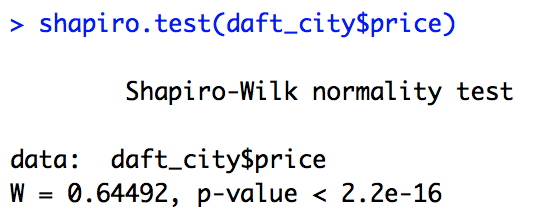 > shapiro.test(daft_city$price)
Shapiro-Wilk normality test
data:  daft_city$price
W = 0.64492, p-value < 2.2e-16